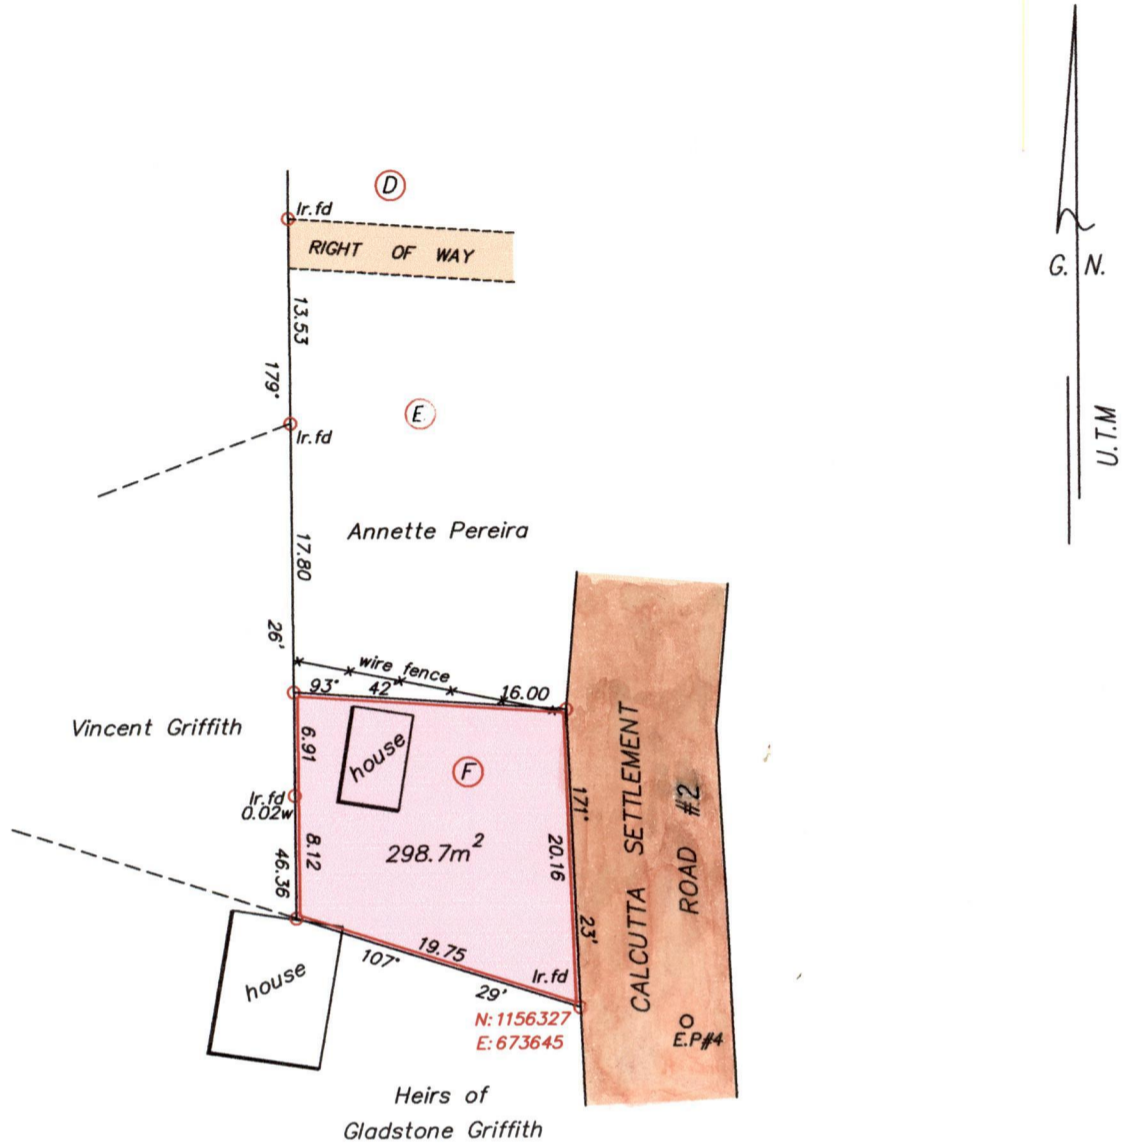 D
Ir.fd
RIGHT OF WAY
G. N.
13.53
179°
E
Ir.fd
U.T.M
Annette Pereira
17.80
26'
wire fence
93° 42' 16.00
Vincent Griffith
6.91
house
F
Ir.fd
0.02w
8.12
46.36
298.7m²
171°
20.16
23'
CALCUTTA SETTLEMENT
ROAD #2
19.75
107°
29'
Ir.fd
house
N: 1156327
E: 673645
E.P#4
Heirs of
Gladstone Griffith